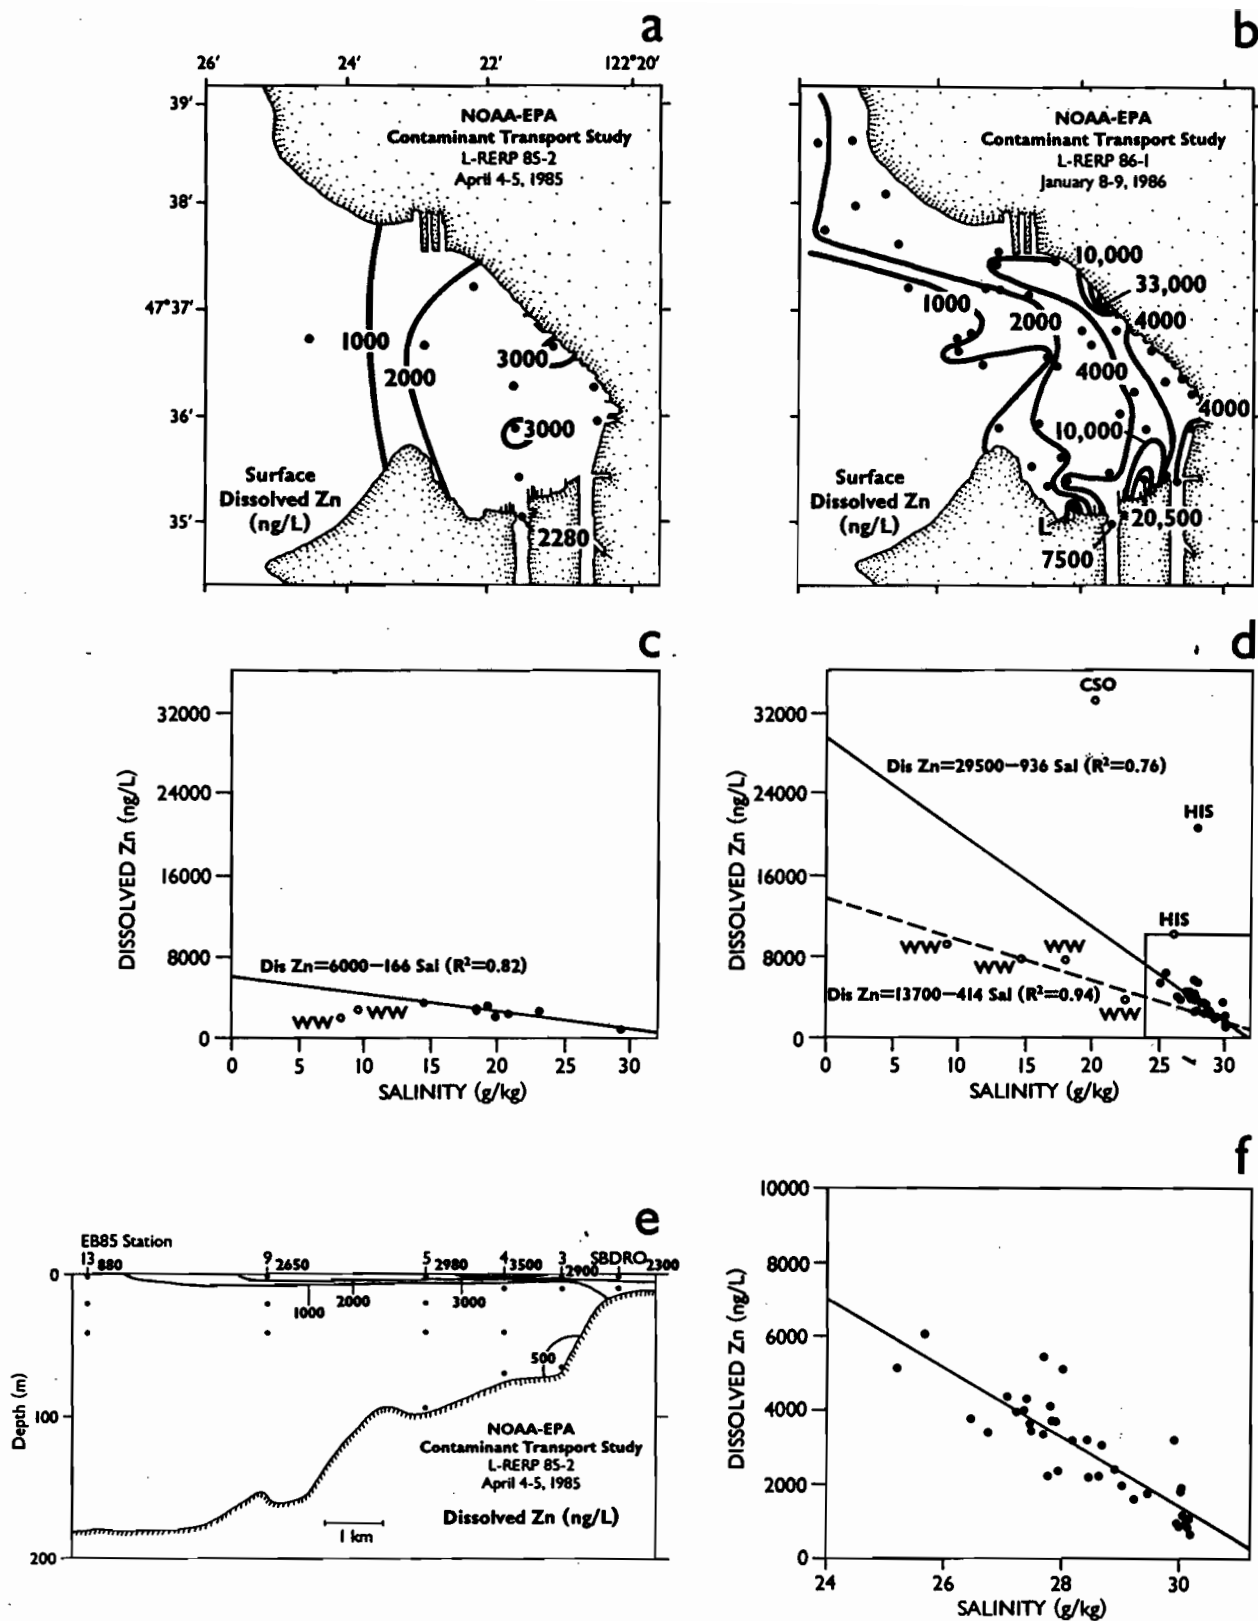 a
26′ 24′ 22′ 122°20′
39′
38′
47°37′
36′
35′
NOAA-EPA
Contaminant Transport Study
L-RERP 85-2
April 4-5, 1985
1000
2000
3000
3000
2280
Surface
Dissolved Zn
(ng/L)
b
NOAA-EPA
Contaminant Transport Study
L-RERP 86-1
January 8-9, 1986
10,000
33,000
1000
2000
4000
4000
4000
10,000
20,500
L
7500
Surface
Dissolved Zn
(ng/L)
c
DISSOLVED Zn (ng/L)
32000
24000
16000
8000
0
Dis Zn=6000-166 Sal (R²=0.82)
WW
WW
0 5 10 15 20 25 30
SALINITY (g/kg)
d
DISSOLVED Zn (ng/L)
32000
24000
16000
8000
0
CSO
Dis Zn=29500-936 Sal (R²=0.76)
HIS
HIS
WW
WW
WW
Dis Zn=13700-414 Sal (R²=0.94)
WW
0 5 10 15 20 25 30
SALINITY (g/kg)
e
EB85 Station
13 880 9 2650 5 2980 4 3500 3 2900 SBDRO 2300
0
100
200
Depth (m)
1000
2000
3000
500
NOAA-EPA
Contaminant Transport Study
L-RERP 85-2
April 4-5, 1985
Dissolved Zn (ng/L)
1 km
f
DISSOLVED Zn (ng/L)
10000
8000
6000
4000
2000
0
24 26 28 30
SALINITY (g/kg)